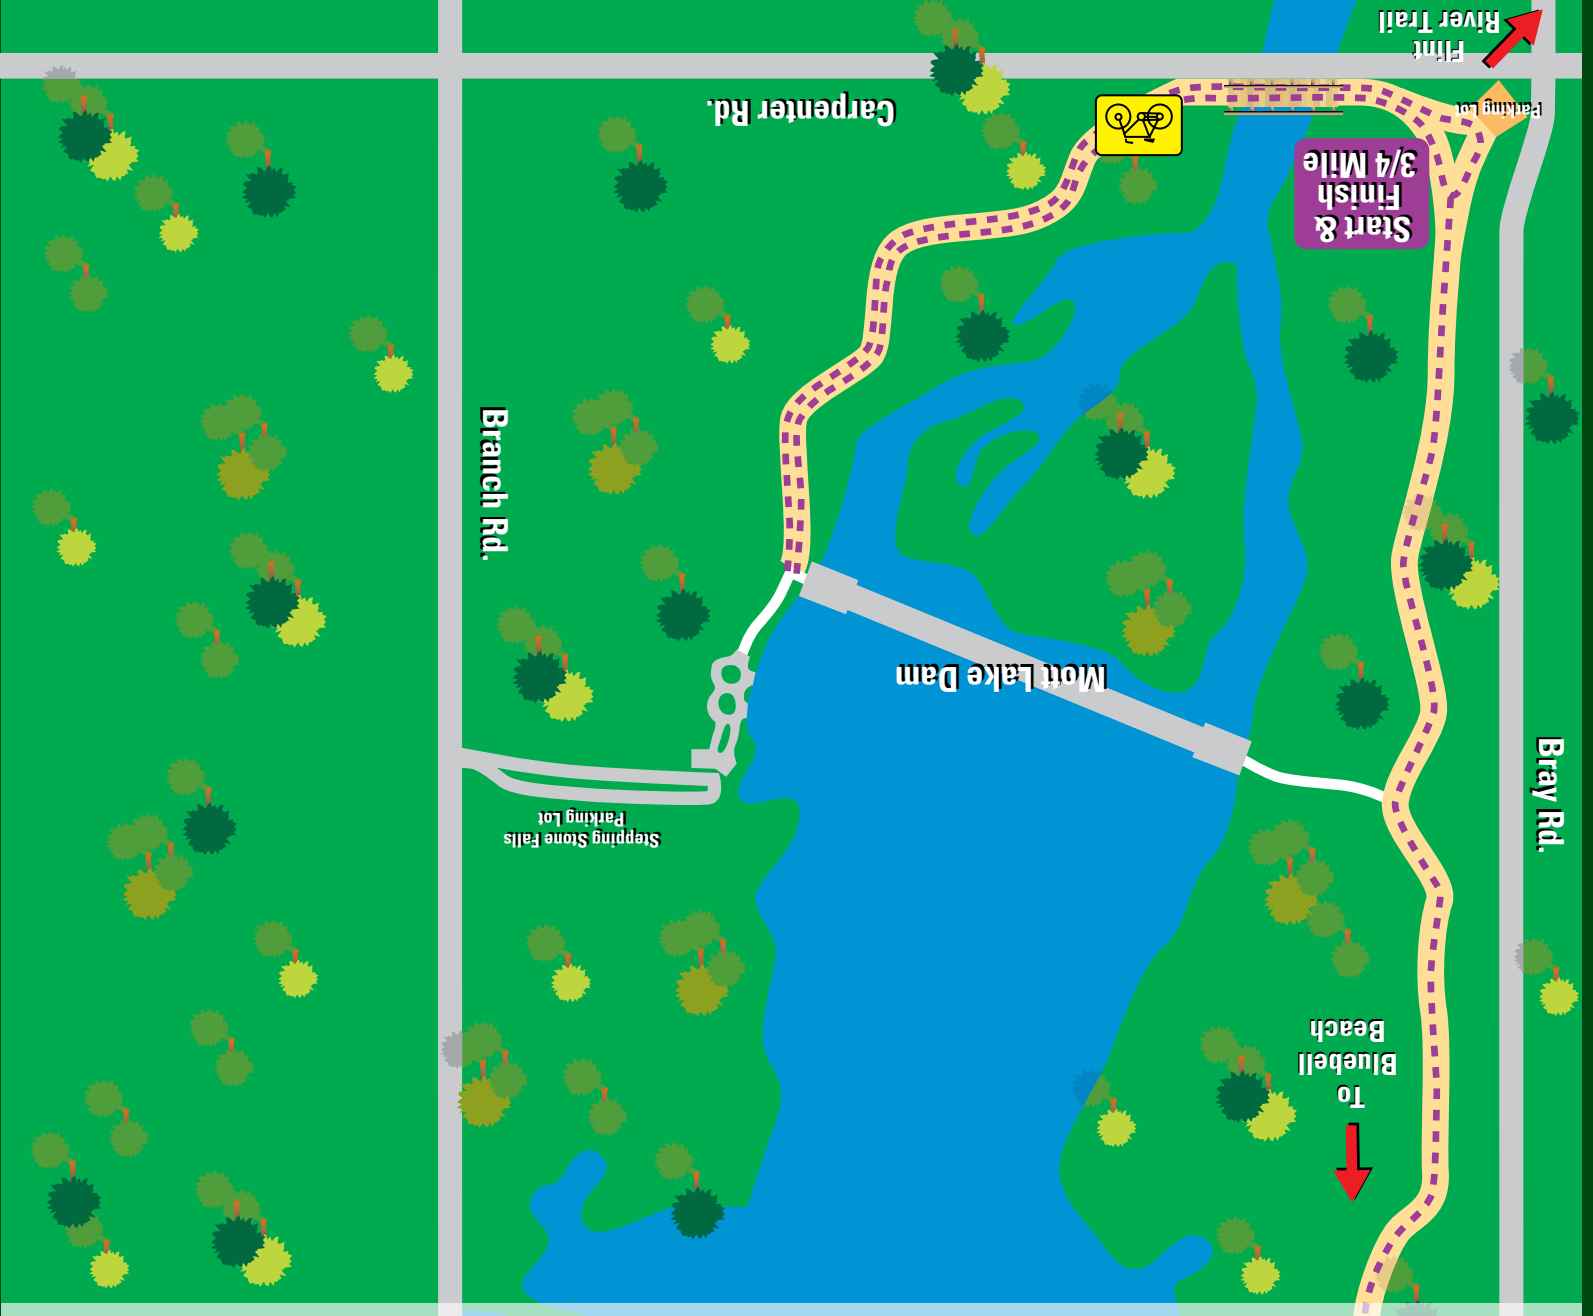 To
Bluebell
Beach
Stepping Stone Falls
Parking Lot
Bray Rd.
Mott Lake Dam
Branch Rd.
Start &
Finish
3/4 Mile
Carpenter Rd.
Parking Lot
Flint
River Trail